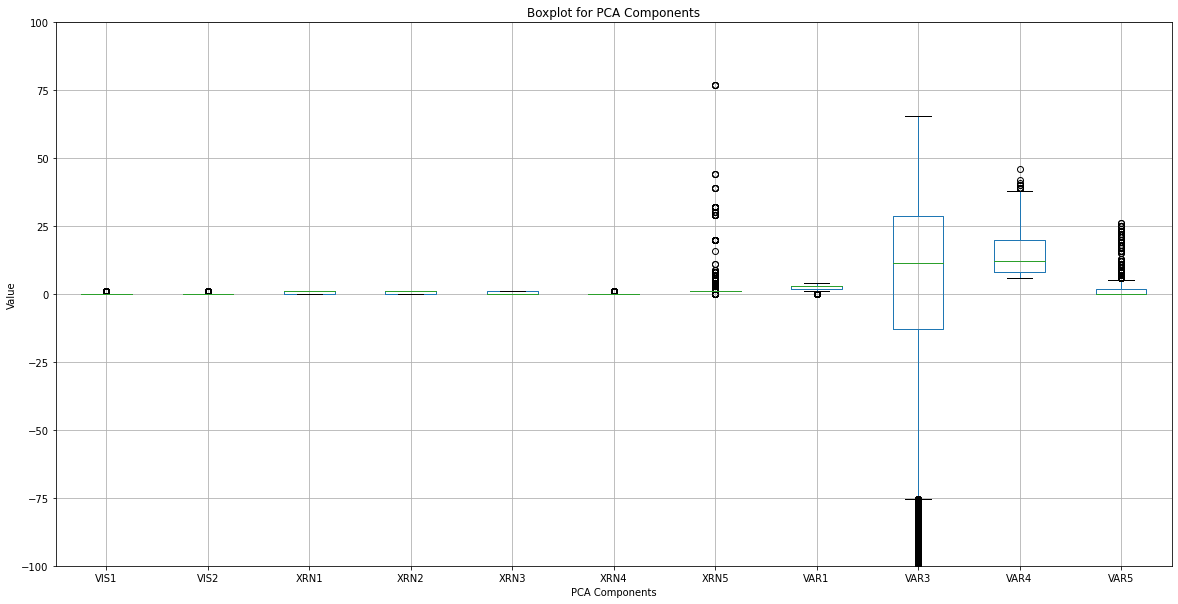 Boxplot for PCA Components
100
75
50
25
0
−25
−50
−75
−100
Value
VIS1 VIS2 XRN1 XRN2 XRN3 XRN4 XRN5 VAR1 VAR3 VAR4 VAR5
PCA Components